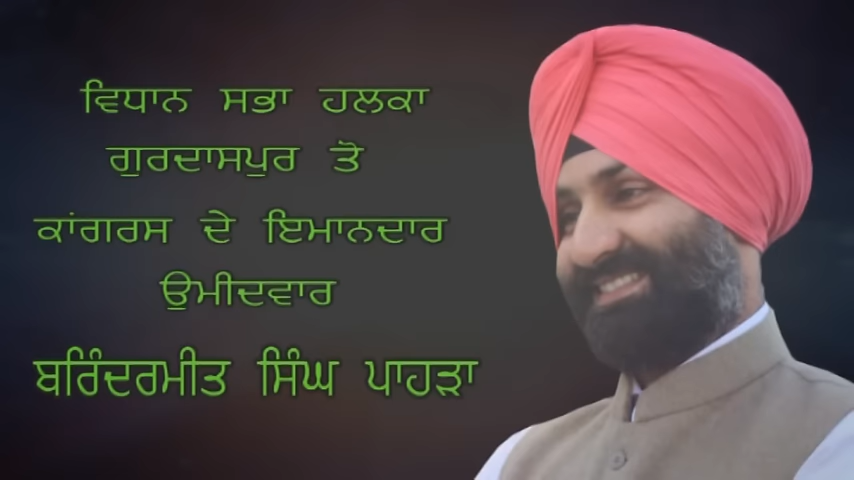 ਵਿਧਾਨ ਸਭਾ ਹਲਕਾ
ਗੁਰਦਾਸਪੁਰ ਤੋ
ਕਾਂਗਰਸ ਦੇ ਇਮਾਨਦਾਰ
ਉਮੀਦਵਾਰ
ਬਰਿੰਦਰਮੀਤ ਸਿੰਘ ਪਾਹੜਾ